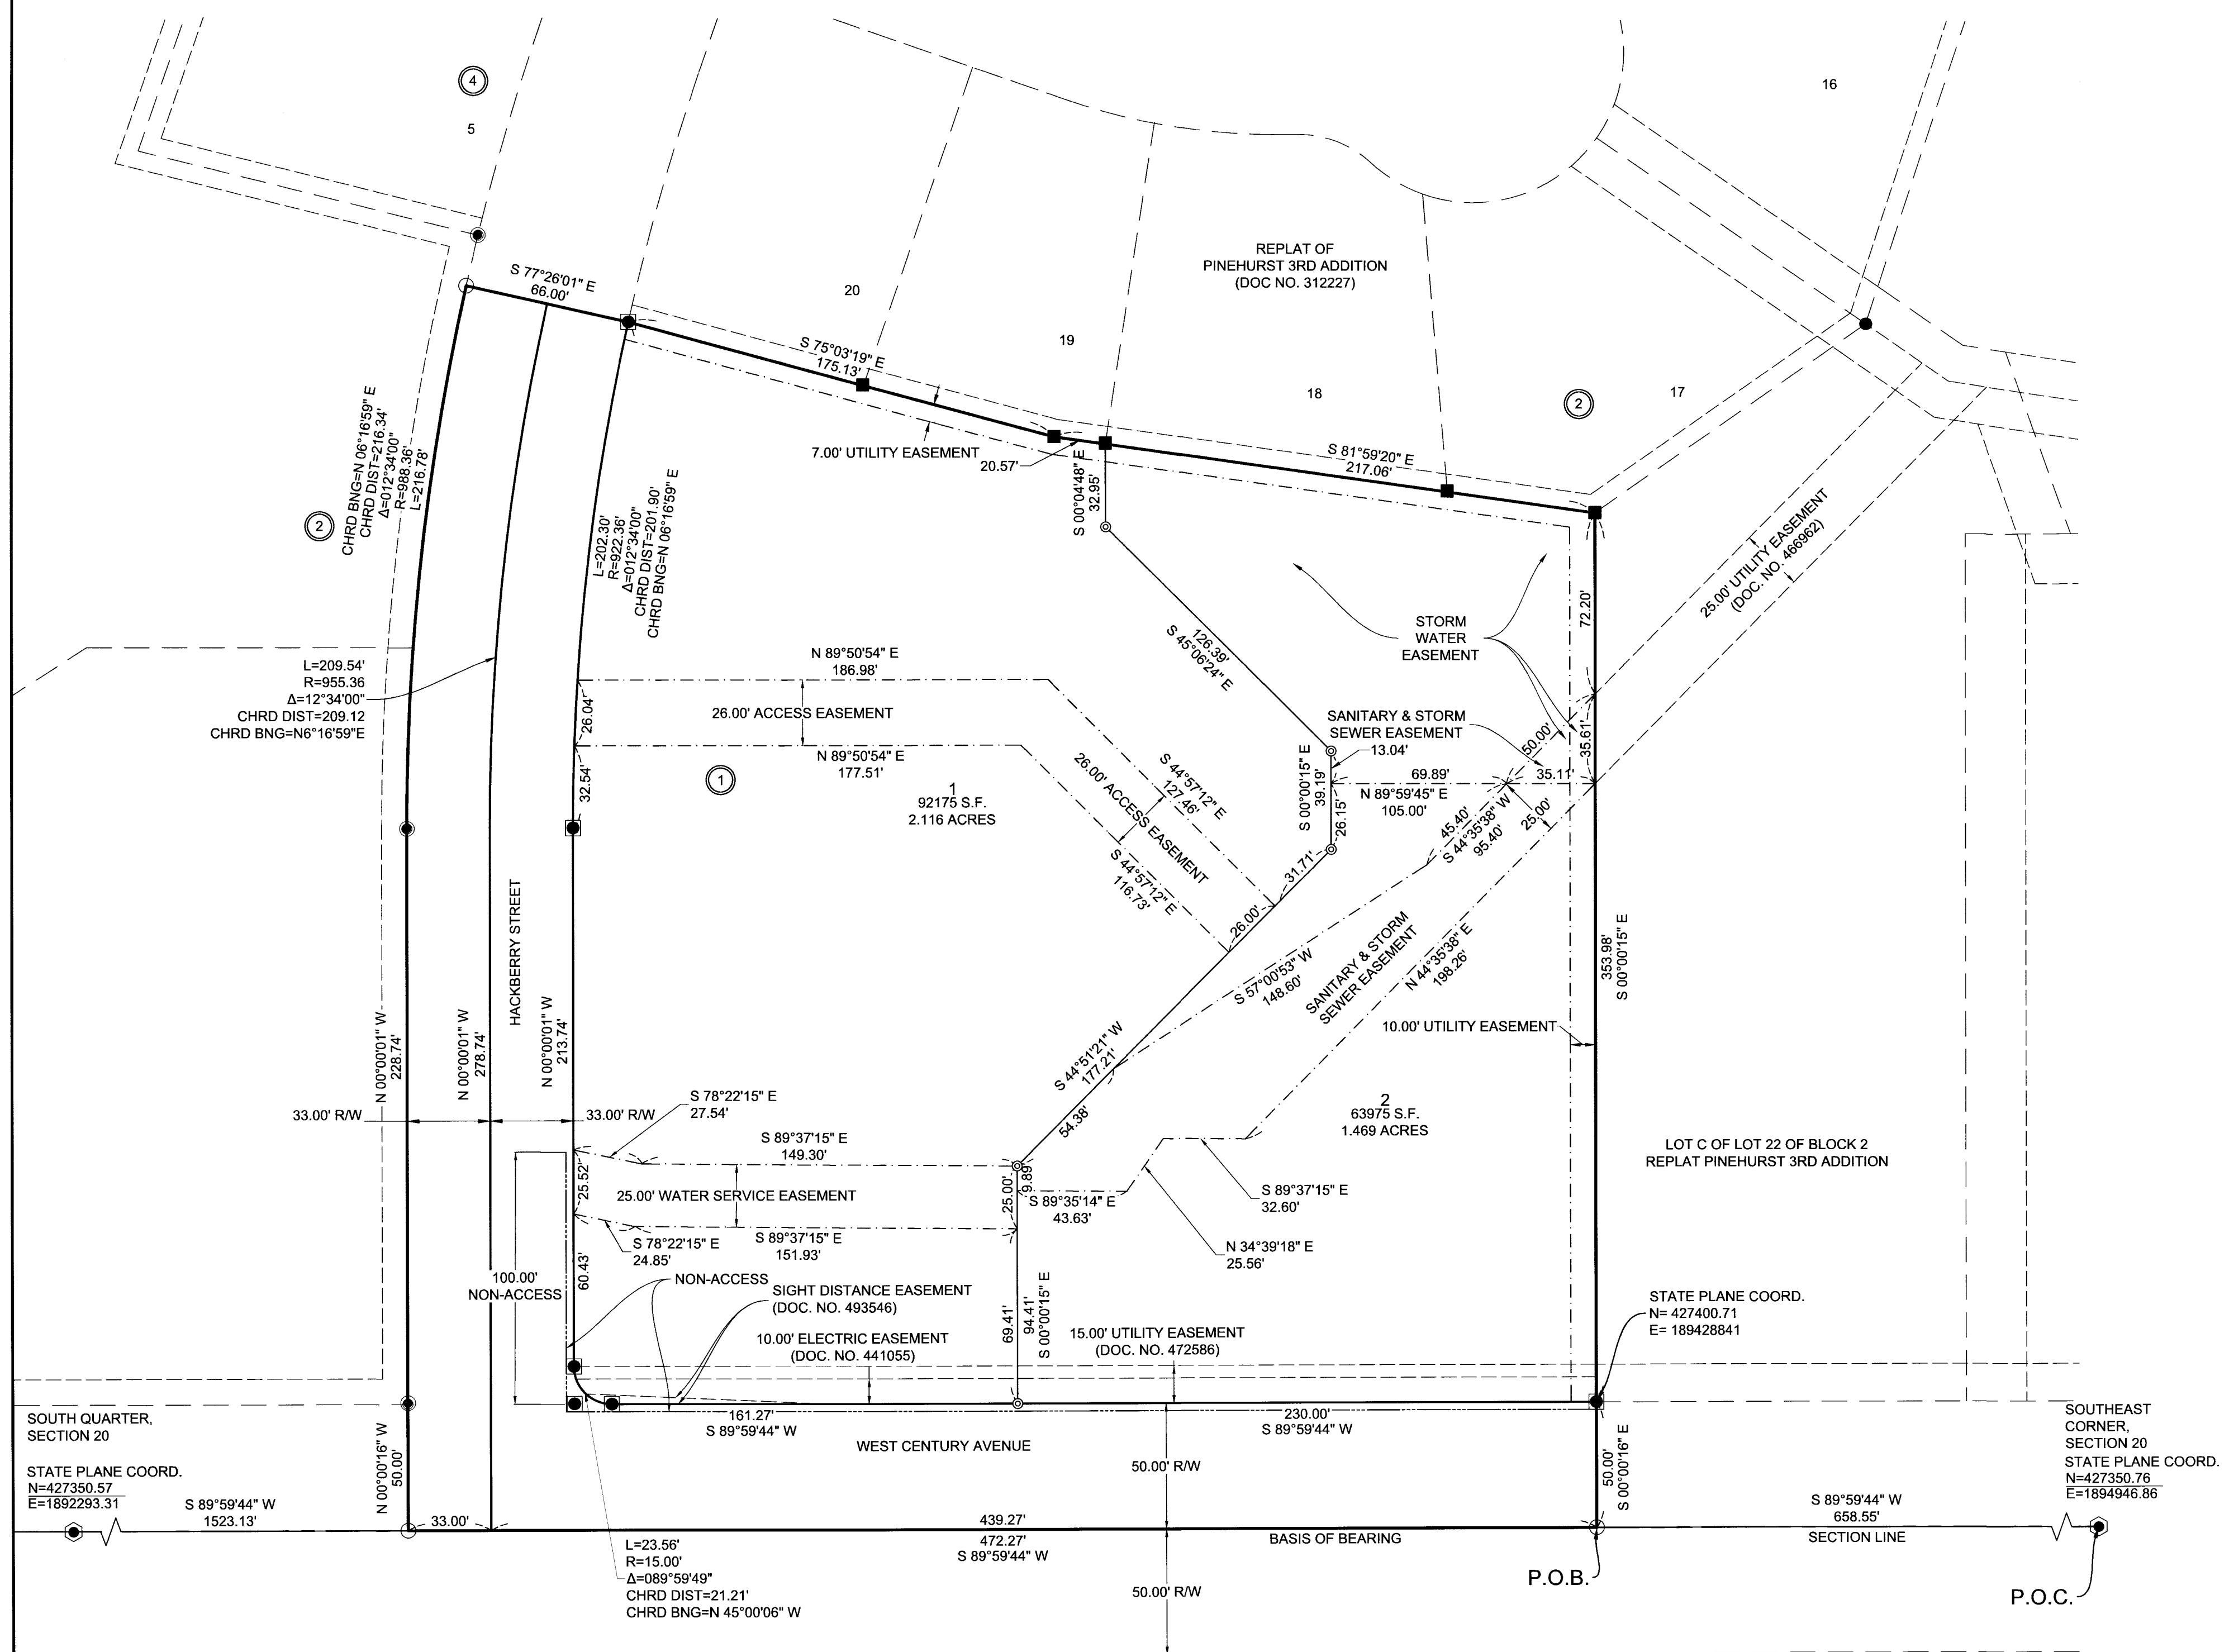 4
5
16
S 77°26'01" E
66.00'
REPLAT OF
PINEHURST 3RD ADDITION
(DOC NO. 312227)
20
19
18
17
2
S 75°03'19" E
175.13'
7.00' UTILITY EASEMENT
20.57'
S 81°59'20" E
217.06'
S 00°04'48" E
32.95'
CHRD BNG=N 06°16'59" E
CHRD DIST=216.34'
Δ=012°34'00"
R=988.36'
L=216.78'
2
L=202.30'
R=922.36'
Δ=012°34'00"
CHRD DIST=201.90'
CHRD BNG=N 06°16'59" E
25.00' UTILITY EASEMENT
(DOC. NO. 466962)
72.20'
STORM
WATER
EASEMENT
126.39'
S 45°06'24" E
L=209.54'
R=955.36
Δ=12°34'00"
CHRD DIST=209.12
CHRD BNG=N6°16'59"E
N 89°50'54" E
186.98'
26.04'
26.00' ACCESS EASEMENT
N 89°50'54" E
177.51'
32.54'
1
1
92175 S.F.
2.116 ACRES
SANITARY & STORM
SEWER EASEMENT
13.04'
50.00'
35.61'
S 00°00'15" E
39.19'
26.15'
69.89'
35.11'
N 89°59'45" E
105.00'
26.00' ACCESS EASEMENT
S 44°57'12" E
127.46'
S 44°57'12" E
116.73'
45.40'
S 44°35'38" W
95.40'
25.00'
31.71'
26.00'
HACKBERRY STREET
S 57°00'53" W
148.60'
SANITARY & STORM
SEWER EASEMENT
N 44°35'38" E
198.26'
353.98'
S 00°00'15" E
10.00' UTILITY EASEMENT
N 00°00'01" W
228.74'
N 00°00'01" W
278.74'
N 00°00'01" W
213.74'
S 44°51'21" W
177.21'
54.38'
33.00' R/W
33.00' R/W
S 78°22'15" E
27.54'
S 89°37'15" E
149.30'
25.52'
25.00' WATER SERVICE EASEMENT
25.00'
9.89'
S 89°35'14" E
43.63'
2
63975 S.F.
1.469 ACRES
LOT C OF LOT 22 OF BLOCK 2
REPLAT PINEHURST 3RD ADDITION
S 89°37'15" E
32.60'
N 34°39'18" E
25.56'
S 78°22'15" E
24.85'
S 89°37'15" E
151.93'
60.43'
100.00'
NON-ACCESS
NON-ACCESS
SIGHT DISTANCE EASEMENT
(DOC. NO. 493546)
10.00' ELECTRIC EASEMENT
(DOC. NO. 441055)
69.41'
94.41'
S 00°00'15" E
15.00' UTILITY EASEMENT
(DOC. NO. 472586)
STATE PLANE COORD.
N= 427400.71
E= 189428841
161.27'
S 89°59'44" W
230.00'
S 89°59'44" W
WEST CENTURY AVENUE
SOUTH QUARTER,
SECTION 20
STATE PLANE COORD.
N=427350.57
E=1892293.31
S 89°59'44" W
1523.13'
N 00°00'16" W
50.00'
33.00'
50.00' R/W
439.27'
472.27'
S 89°59'44" W
BASIS OF BEARING
50.00'
S 00°00'16" E
SOUTHEAST
CORNER,
SECTION 20
STATE PLANE COORD.
N=427350.76
E=1894946.86
S 89°59'44" W
658.55'
SECTION LINE
L=23.56'
R=15.00'
Δ=089°59'49"
CHRD DIST=21.21'
CHRD BNG=N 45°00'06" W
50.00' R/W
P.O.B.
P.O.C.